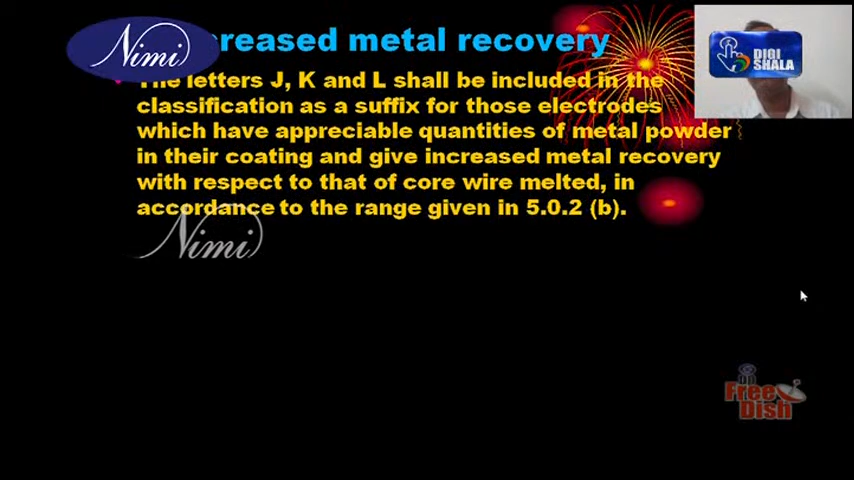 Nimi
creased metal recovery
DIGI
SHALA
The letters J, K and L shall be included in the
classification as a suffix for those electrodes
which have appreciable quantities of metal powder
in their coating and give increased metal recovery
with respect to that of core wire melted, in
accordance to the range given in 5.0.2 (b).
Nimi
Free
Dish